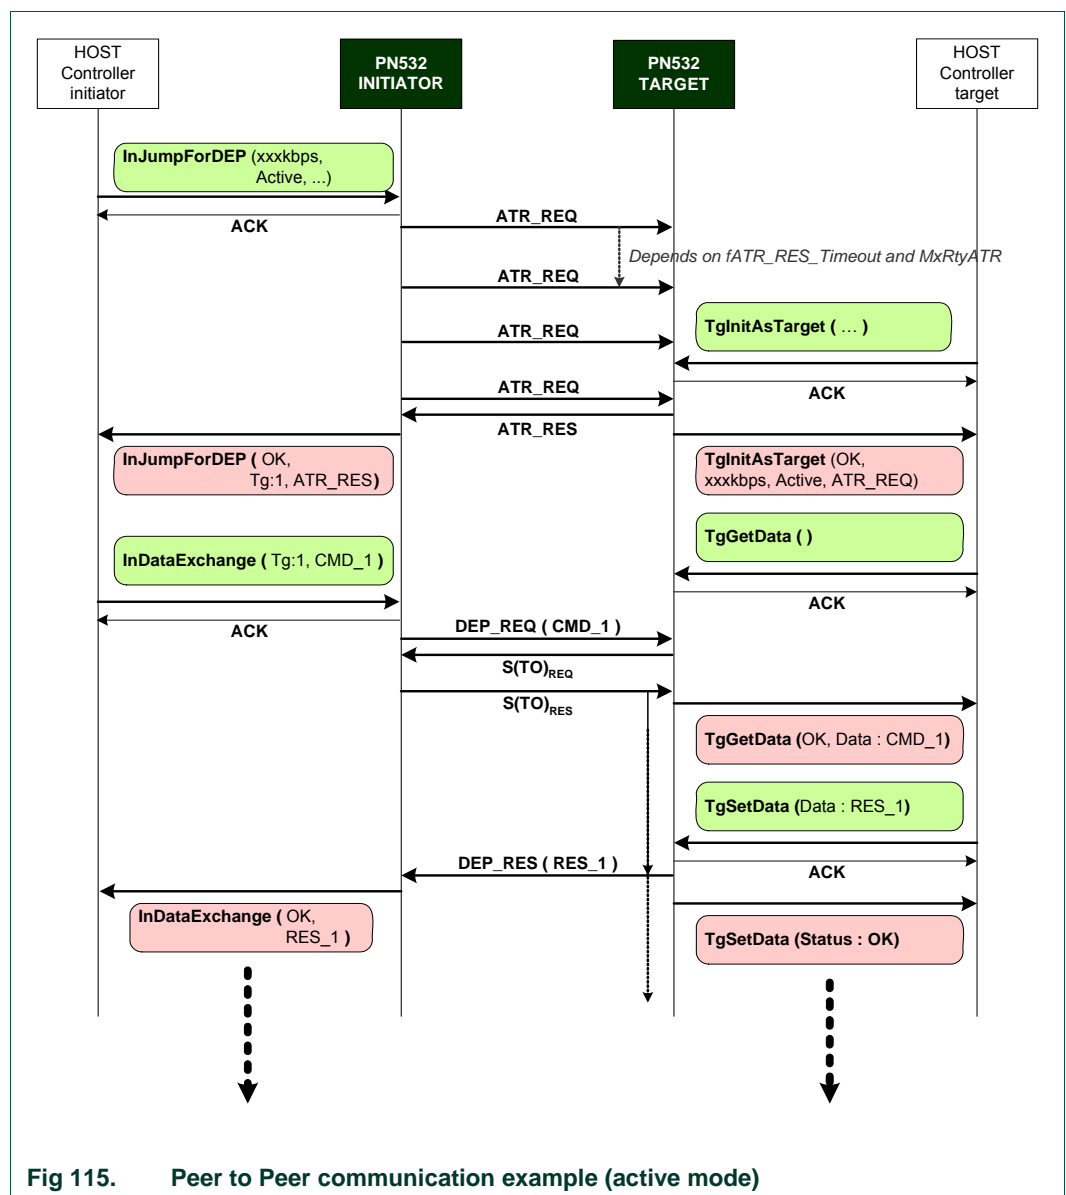 HOST
Controller
initiator
PN532
INITIATOR
PN532
TARGET
HOST
Controller
target
InJumpForDEP (xxxkbps,
Active, ...)
ACK
ATR_REQ
Depends on fATR_RES_Timeout and MxRtyATR
ATR_REQ
ATR_REQ
TgInitAsTarget ( … )
ACK
ATR_REQ
ATR_RES
InJumpForDEP ( OK,
Tg:1, ATR_RES)
TgInitAsTarget (OK,
xxxkbps, Active, ATR_REQ)
TgGetData ( )
InDataExchange ( Tg:1, CMD_1 )
ACK
ACK
DEP_REQ ( CMD_1 )
S(TO)REQ
S(TO)RES
TgGetData (OK, Data : CMD_1)
TgSetData (Data : RES_1)
DEP_RES ( RES_1 )
ACK
InDataExchange ( OK,
RES_1 )
TgSetData (Status : OK)
Fig 115. Peer to Peer communication example (active mode)